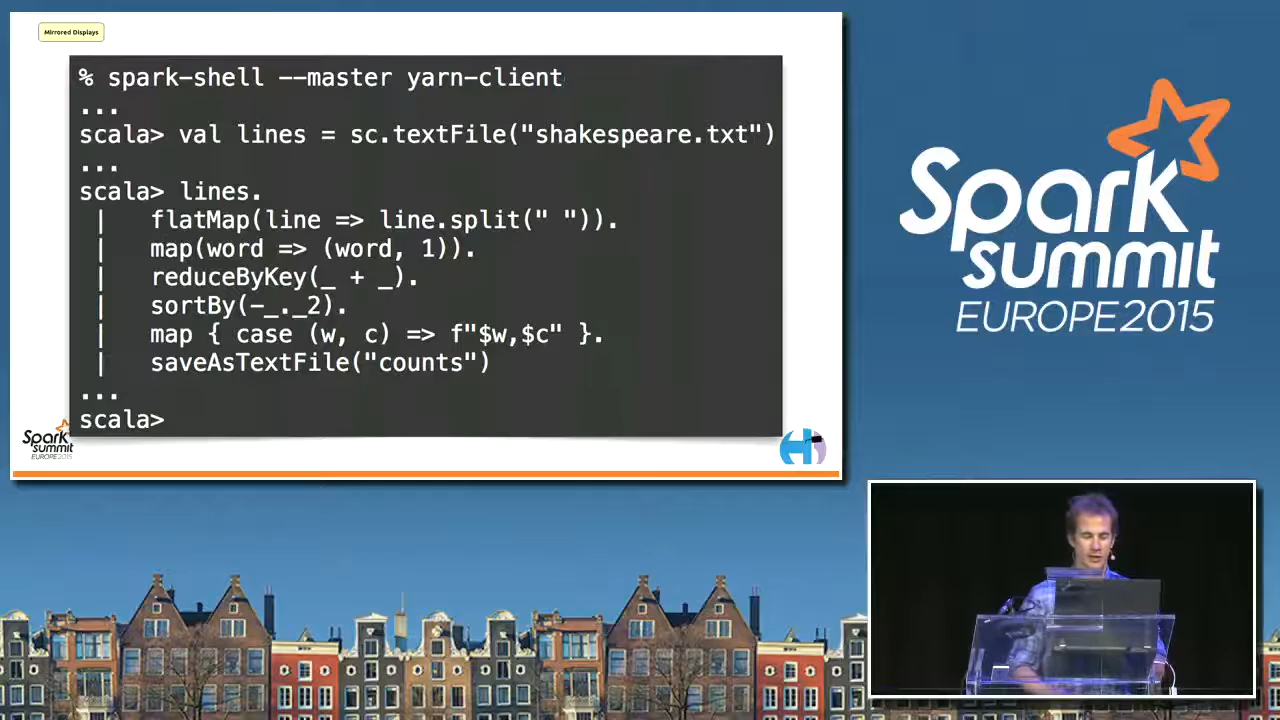 Mirrored Displays
% spark-shell --master yarn-client
...
scala> val lines = sc.textFile("shakespeare.txt")
...
scala> lines.
| flatMap(line => line.split(" ")).
| map(word => (word, 1)).
| reduceByKey(_ + _).
| sortBy(-_._2).
| map { case (w, c) => f"$w,$c" }.
| saveAsTextFile("counts")
...
scala>
Spark
summit
EUROPE 2015
Spark
summit
EUROPE 2015